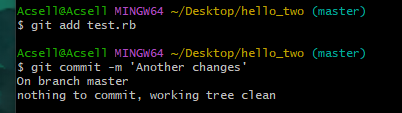 Acsell@Acsell MINGW64 ~/Desktop/hello_two (master)
$ git add test.rb
Acsell@Acsell MINGW64 ~/Desktop/hello_two (master)
$ git commit -m 'Another changes'
On branch master
nothing to commit, working tree clean